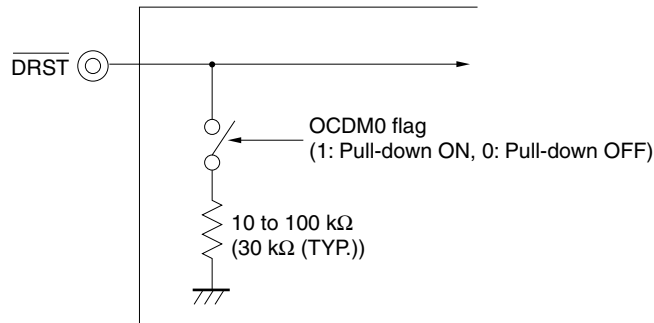 DRST
OCDM0 flag
(1: Pull-down ON, 0: Pull-down OFF)
10 to 100 kΩ
(30 kΩ (TYP.))